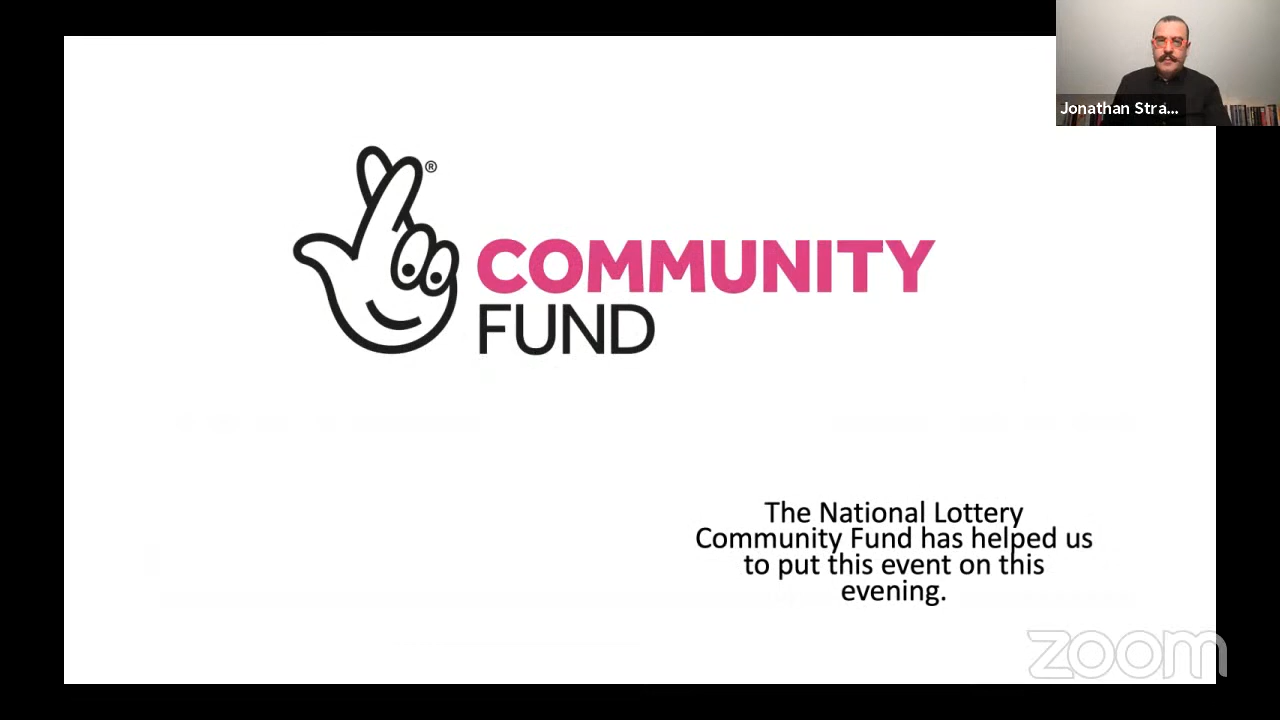 Jonathan Stra...
®
COMMUNITY
FUND
The National Lottery
Community Fund has helped us
to put this event on this
evening.
zoom